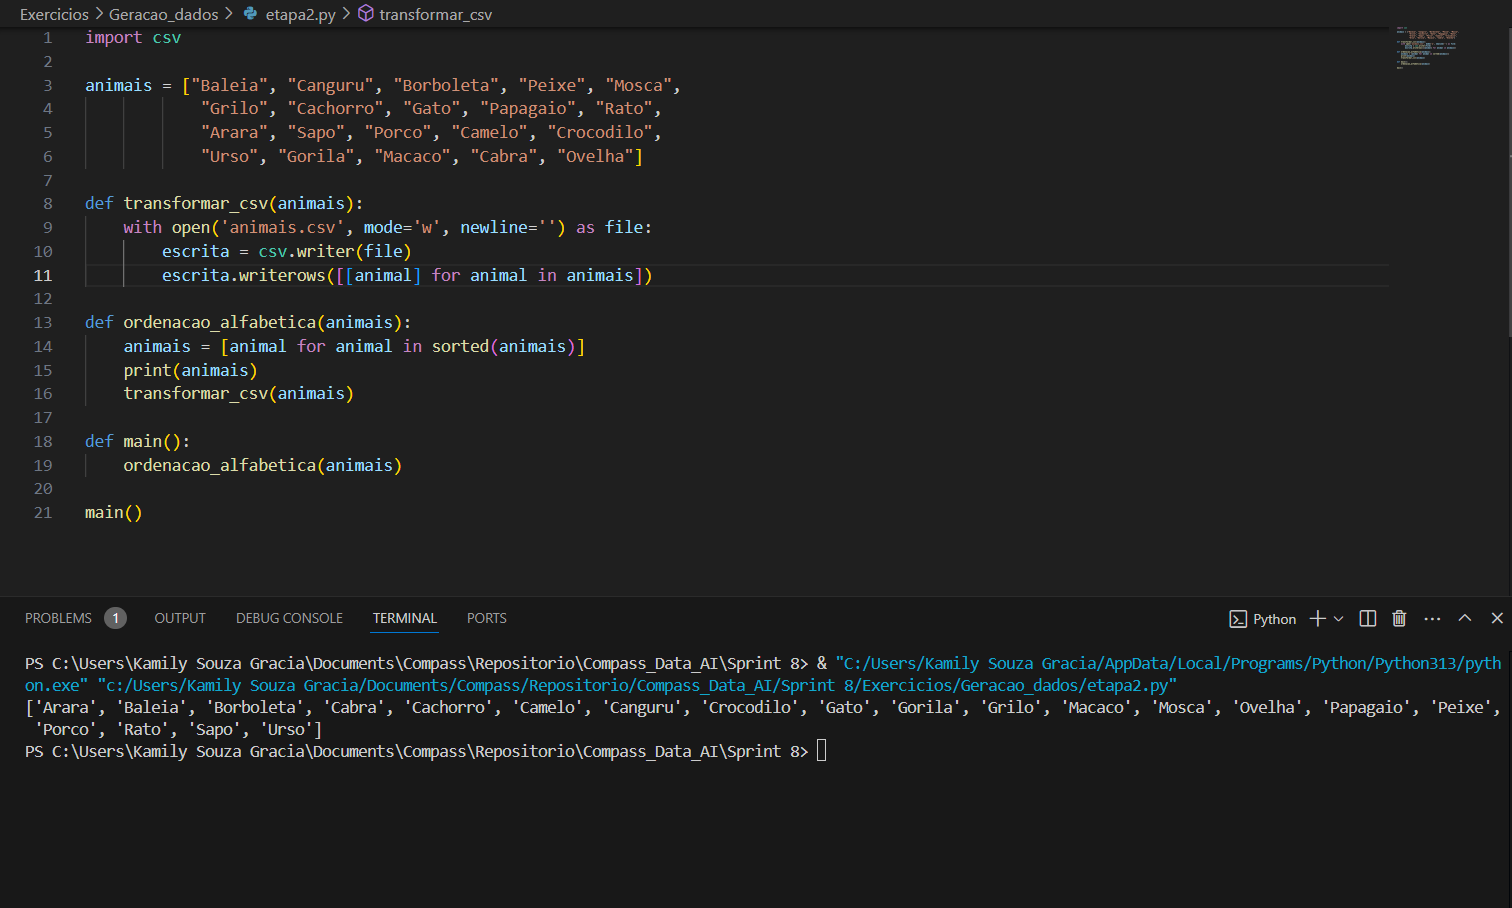 Exercicios > Geracao_dados > etapa2.py > transformar_csv
1 import csv
2
3 animais = ["Baleia", "Canguru", "Borboleta", "Peixe", "Mosca",
4 "Grilo", "Cachorro", "Gato", "Papagaio", "Rato",
5 "Arara", "Sapo", "Porco", "Camelo", "Crocodilo",
6 "Urso", "Gorila", "Macaco", "Cabra", "Ovelha"]
7
8 def transformar_csv(animais):
9 with open('animais.csv', mode='w', newline='') as file:
10 escrita = csv.writer(file)
11 escrita.writerows([[animal] for animal in animais])
12
13 def ordenacao_alfabetica(animais):
14 animais = [animal for animal in sorted(animais)]
15 print(animais)
16 transformar_csv(animais)
17
18 def main():
19 ordenacao_alfabetica(animais)
20
21 main()
PROBLEMS 1 OUTPUT DEBUG CONSOLE TERMINAL PORTS Python
PS C:\Users\Kamily Souza Gracia\Documents\Compass\Repositorio\Compass_Data_AI\Sprint 8> & "C:/Users/Kamily Souza Gracia/AppData/Local/Programs/Python/Python313/pyth
on.exe" "c:/Users/Kamily Souza Gracia/Documents/Compass/Repositorio/Compass_Data_AI/Sprint 8/Exercicios/Geracao_dados/etapa2.py"
['Arara', 'Baleia', 'Borboleta', 'Cabra', 'Cachorro', 'Camelo', 'Canguru', 'Crocodilo', 'Gato', 'Gorila', 'Grilo', 'Macaco', 'Mosca', 'Ovelha', 'Papagaio', 'Peixe',
'Porco', 'Rato', 'Sapo', 'Urso']
PS C:\Users\Kamily Souza Gracia\Documents\Compass\Repositorio\Compass_Data_AI\Sprint 8>